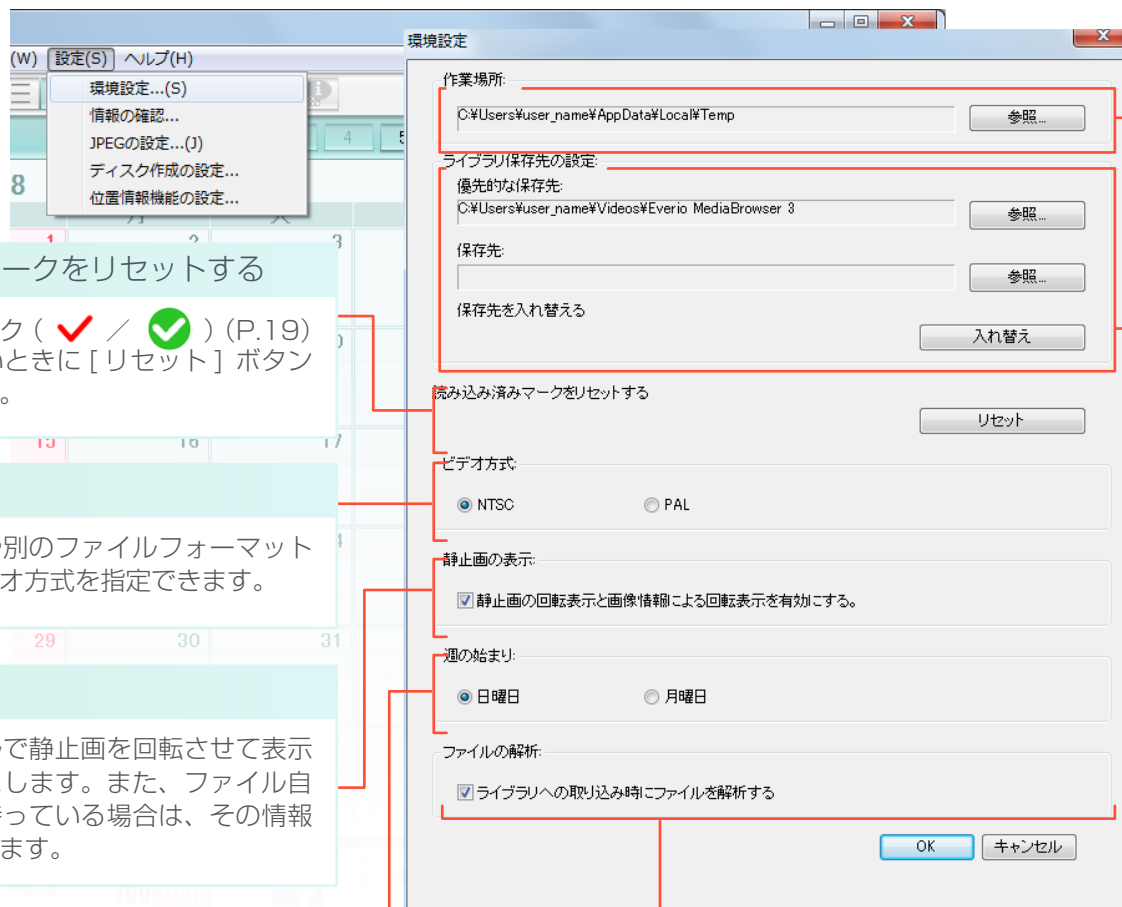 (W) 設定(S) ヘルプ(H)
環境設定...(S)
情報の確認...
JPEGの設定...(J)
ディスク作成の設定...
位置情報機能の設定...
4
8
月
1 2 3
ークをリセットする
ク ( / ) (P.19)
いときに [ リセット ] ボタン
。
15 16 17
別のファイルフォーマット
オ方式を指定できます。
29 30 31
で静止画を回転させて表示
します。また、ファイル自
持っている場合は、その情報
ます。
環境設定
作業場所:
C:¥Users¥user_name¥AppData¥Local¥Temp
参照...
ライブラリ保存先の設定:
優先的な保存先:
C:¥Users¥user_name¥Videos¥Everio MediaBrowser 3
参照...
保存先:
参照...
保存先を入れ替える
入れ替え
読み込み済みマークをリセットする
リセット
ビデオ方式:
NTSC PAL
静止画の表示:
静止画の回転表示と画像情報による回転表示を有効にする。
週の始まり:
日曜日 月曜日
ファイルの解析:
ライブラリへの取り込み時にファイルを解析する
OK キャンセル